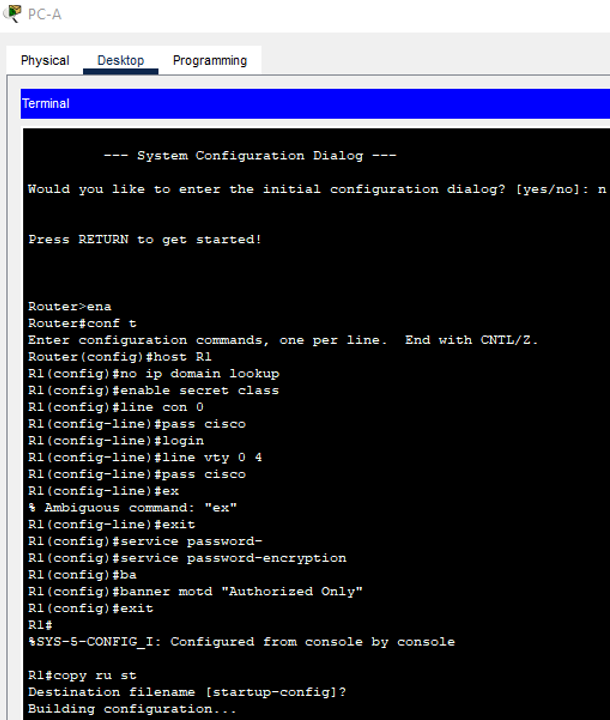 PC-A
Physical Desktop Programming
Terminal
--- System Configuration Dialog ---
Would you like to enter the initial configuration dialog? [yes/no]: n
Press RETURN to get started!
Router>ena
Router#conf t
Enter configuration commands, one per line.  End with CNTL/Z.
Router(config)#host R1
R1(config)#no ip domain lookup
R1(config)#enable secret class
R1(config)#line con 0
R1(config-line)#pass cisco
R1(config-line)#login
R1(config-line)#line vty 0 4
R1(config-line)#pass cisco
R1(config-line)#ex
% Ambiguous command: "ex"
R1(config-line)#exit
R1(config)#service password-
R1(config)#service password-encryption
R1(config)#ba
R1(config)#banner motd "Authorized Only"
R1(config)#exit
R1#
%SYS-5-CONFIG_I: Configured from console by console
R1#copy ru st
Destination filename [startup-config]?
Building configuration...